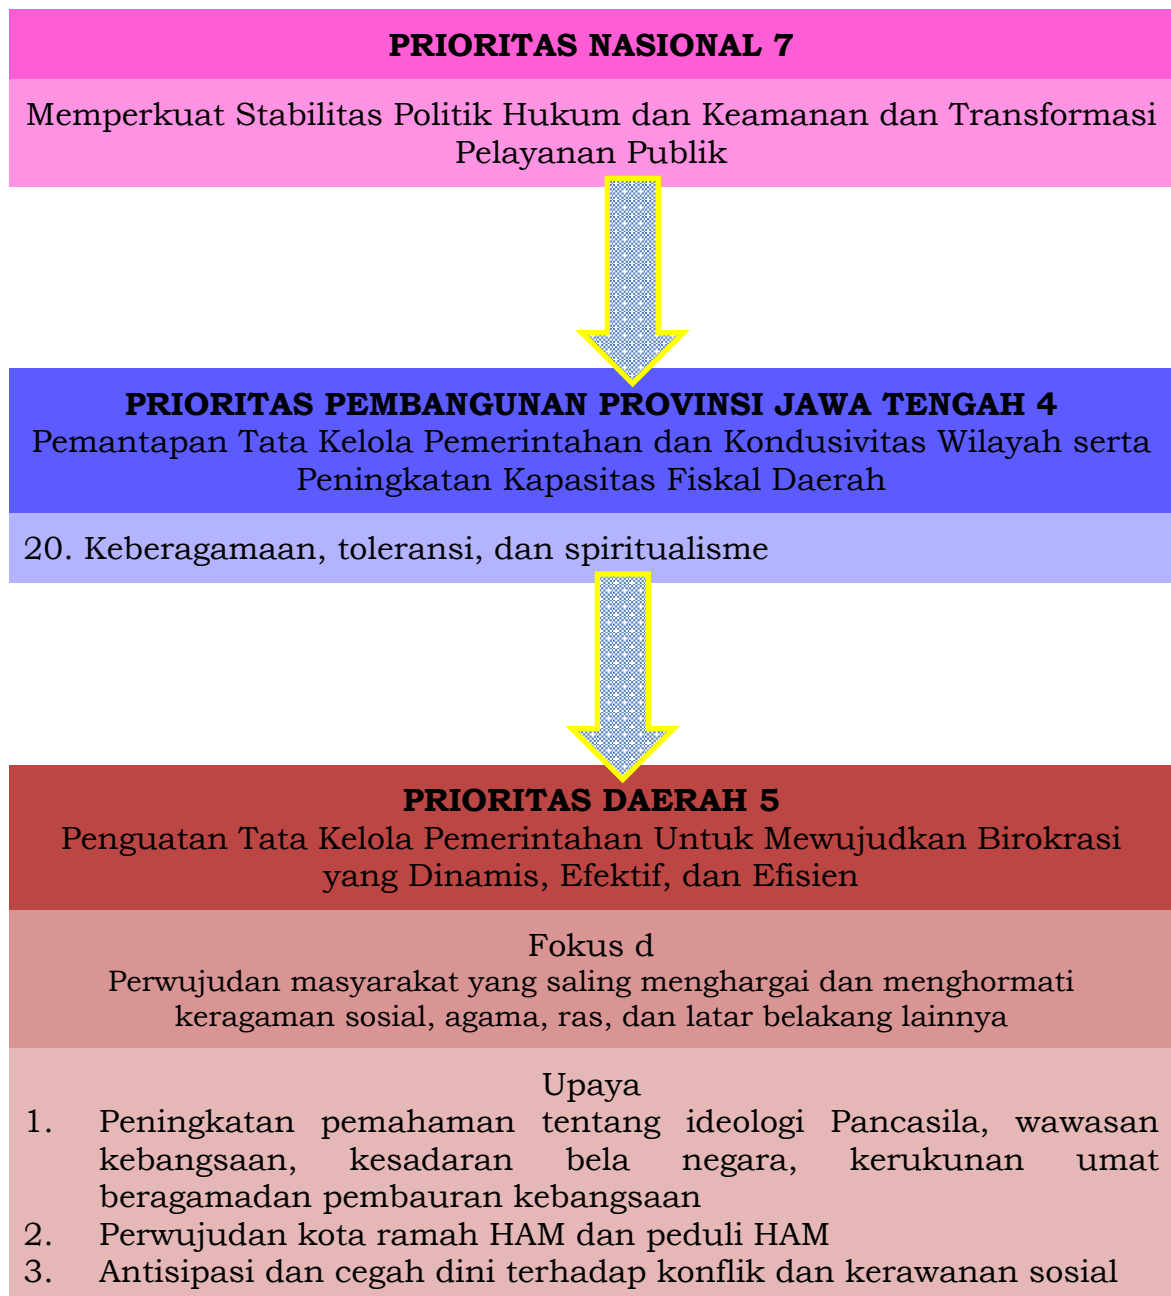 PRIORITAS NASIONAL 7
Memperkuat Stabilitas Politik Hukum dan Keamanan dan Transformasi
Pelayanan Publik
PRIORITAS PEMBANGUNAN PROVINSI JAWA TENGAH 4
Pemantapan Tata Kelola Pemerintahan dan Kondusivitas Wilayah serta
Peningkatan Kapasitas Fiskal Daerah
20. Keberagamaan, toleransi, dan spiritualisme
PRIORITAS DAERAH 5
Penguatan Tata Kelola Pemerintahan Untuk Mewujudkan Birokrasi
yang Dinamis, Efektif, dan Efisien
Fokus d
Perwujudan masyarakat yang saling menghargai dan menghormati
keragaman sosial, agama, ras, dan latar belakang lainnya
Upaya
1. Peningkatan pemahaman tentang ideologi Pancasila, wawasan
kebangsaan, kesadaran bela negara, kerukunan umat
beragamadan pembauran kebangsaan
2. Perwujudan kota ramah HAM dan peduli HAM
3. Antisipasi dan cegah dini terhadap konflik dan kerawanan sosial